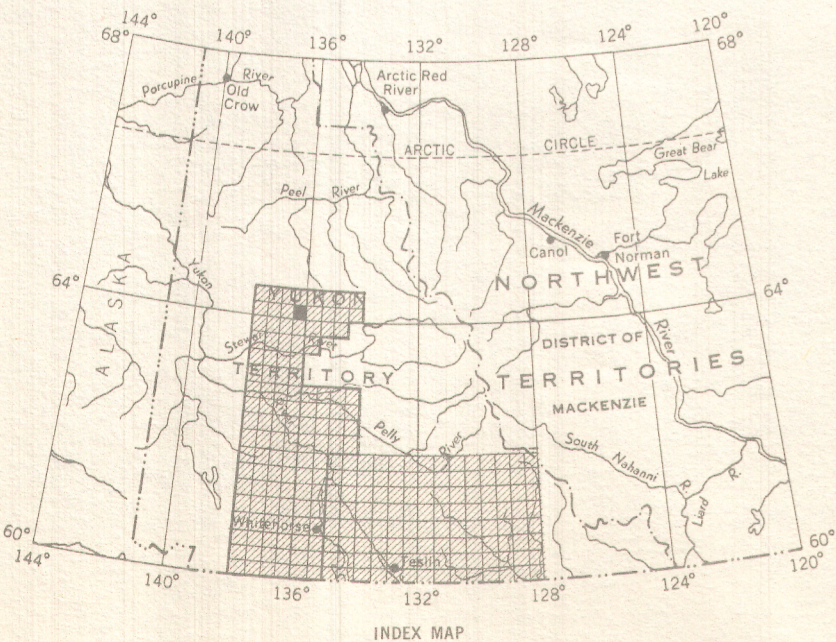 144°
140°
136°
132°
128°
124°
120°
68°
68°
Porcupine River
Old
Crow
Arctic Red
River
ARCTIC CIRCLE
Great Bear
Lake
Peel River
Mackenzie
Canol
Fort
Norman
NORTHWEST
Yukon
64°
64°
ALASKA
YUKON
River
DISTRICT OF
River
TERRITORY
TERRITORIES
MACKENZIE
Pelly
River
South Nahanni
R.
Liard R.
Whitehorse
Teslin
60°
60°
144°
140°
136°
132°
128°
124°
120°
INDEX MAP